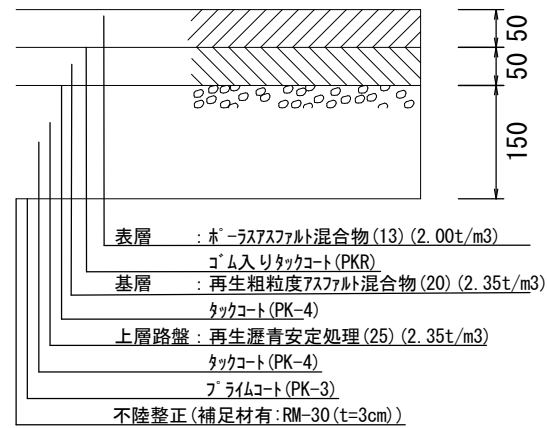 50
50
150
表層 : ﾎﾟｰﾗｽｱｽﾌｧﾙﾄ混合物(13) (2.00t/m3)
ｺﾞﾑ入りﾀｯｸｺｰﾄ(PKR)
基層 : 再生粗粒度ｱｽﾌｧﾙﾄ混合物(20) (2.35t/m3)
ﾀｯｸｺｰﾄ(PK-4)
上層路盤 : 再生瀝青安定処理(25) (2.35t/m3)
ﾀｯｸｺｰﾄ(PK-4)
ﾌﾟﾗｲﾑｺｰﾄ(PK-3)
不陸整正(補足材有:RM-30(t=3cm))